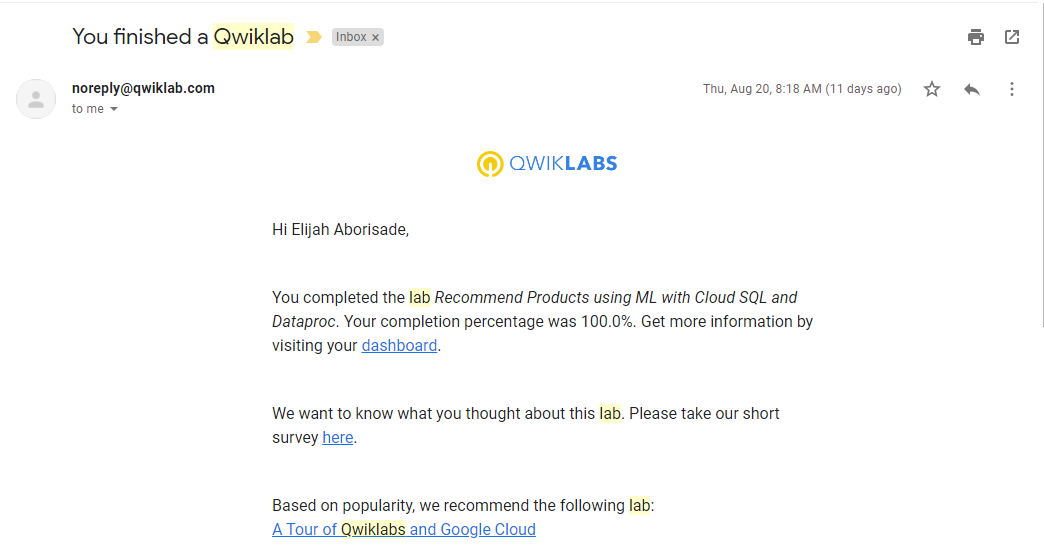 You finished a Qwiklab Inbox ×
noreply@qwiklab.com Thu, Aug 20, 8:18 AM (11 days ago)
to me
QWIKLABS
Hi Elijah Aborisade,
You completed the lab Recommend Products using ML with Cloud SQL and
Dataproc. Your completion percentage was 100.0%. Get more information by
visiting your dashboard.
We want to know what you thought about this lab. Please take our short
survey here.
Based on popularity, we recommend the following lab:
A Tour of Qwiklabs and Google Cloud